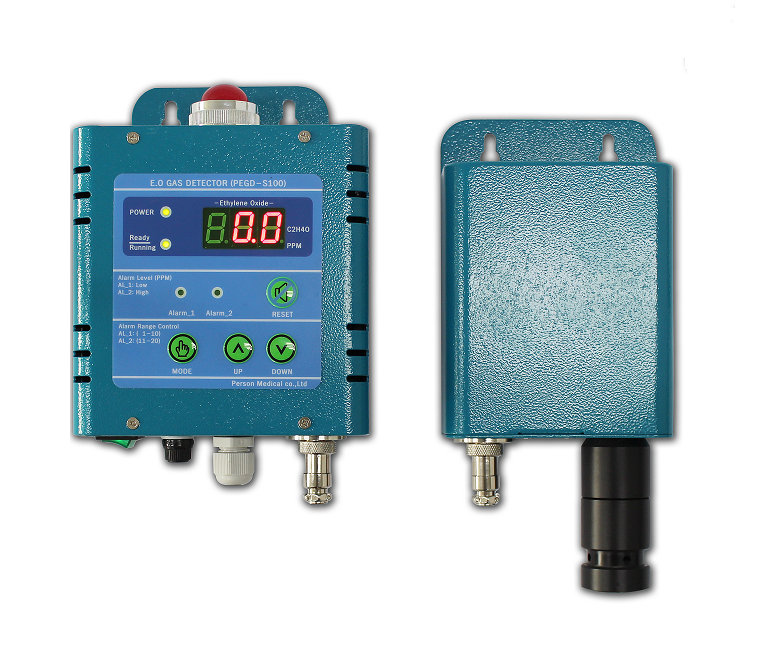 E.O GAS DETECTOR (PEGD-S100)
POWER
-Ethylene Oxide-
0.0
C2H4O
Ready
Running
PPM
Alarm Level (PPM)
AL_1: Low
AL_2: High
Alarm_1 Alarm_2 RESET
Alarm Range Control
AL_1: ( 1-10)
AL_2: (11-20)
MODE UP DOWN
Person Medical co.,Ltd